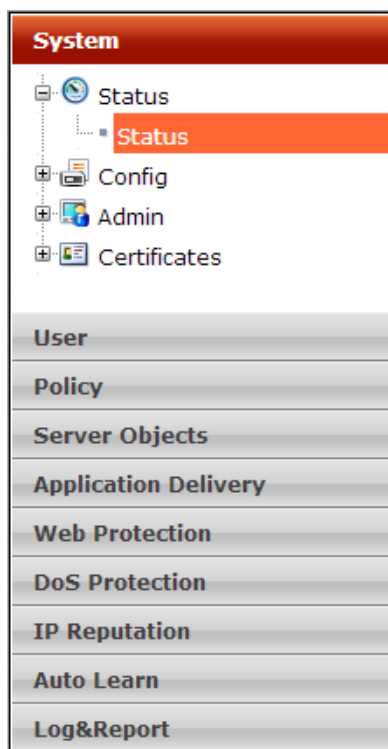 System
Status
Status
Config
Admin
Certificates
User
Policy
Server Objects
Application Delivery
Web Protection
DoS Protection
IP Reputation
Auto Learn
Log&Report